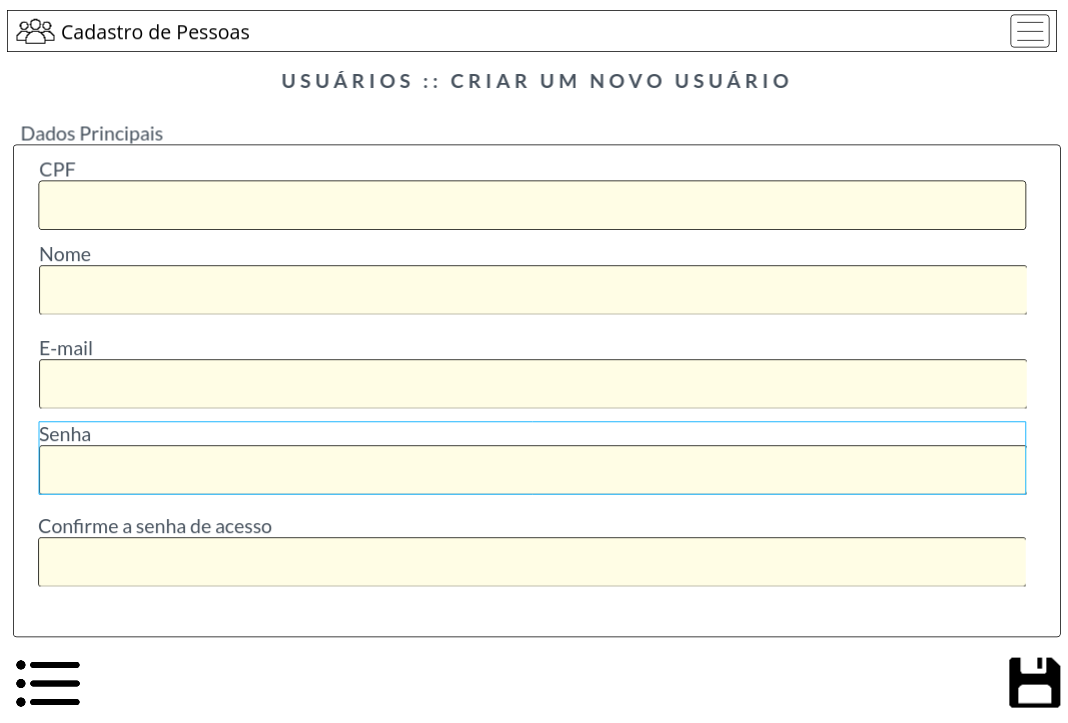 Cadastro de Pessoas
USUÁRIOS :: CRIAR UM NOVO USUÁRIO
Dados Principais
CPF
Nome
E-mail
Senha
Confirme a senha de acesso